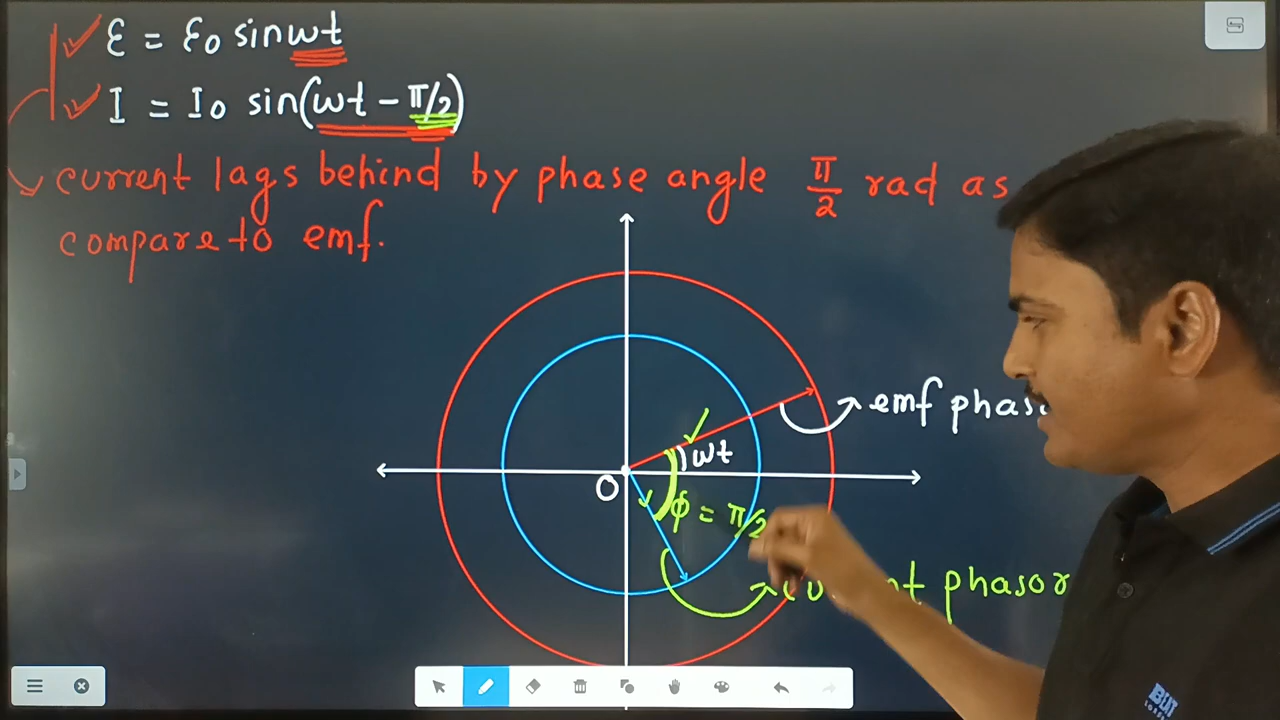 ε = ε₀ sinωt
I = I₀ sin(ωt - π/2)
current lags behind by phase angle π/2 rad as
compare to emf.
emf phas
ωt
O
φ = π/2
phasor